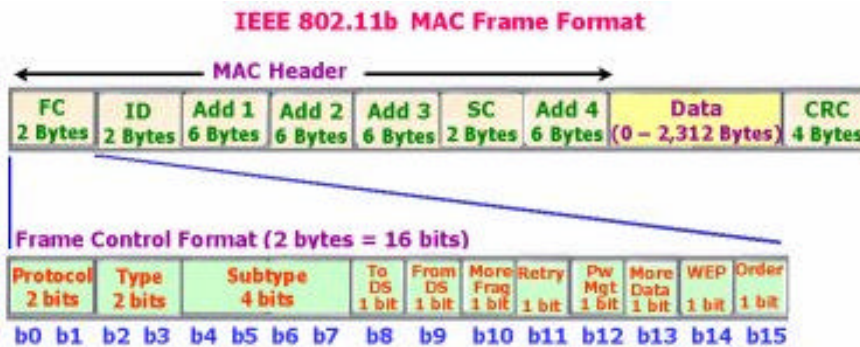 IEEE 802.11b MAC Frame Format
MAC Header
FC ID Add 1 Add 2 Add 3 SC Add 4 Data CRC
2 Bytes 2 Bytes 6 Bytes 6 Bytes 6 Bytes 2 Bytes 6 Bytes (0 – 2,312 Bytes) 4 Bytes
Frame Control Format (2 bytes = 16 bits)
Protocol 2 bits
Type 2 bits
Subtype 4 bits
To DS 1 bit
From DS 1 bit
More Frag 1 bit
Retry 1 bit
Pw Mgt 1 bit
More Data 1 bit
WEP 1 bit
Order 1 bit
b0 b1 b2 b3 b4 b5 b6 b7 b8 b9 b10 b11 b12 b13 b14 b15